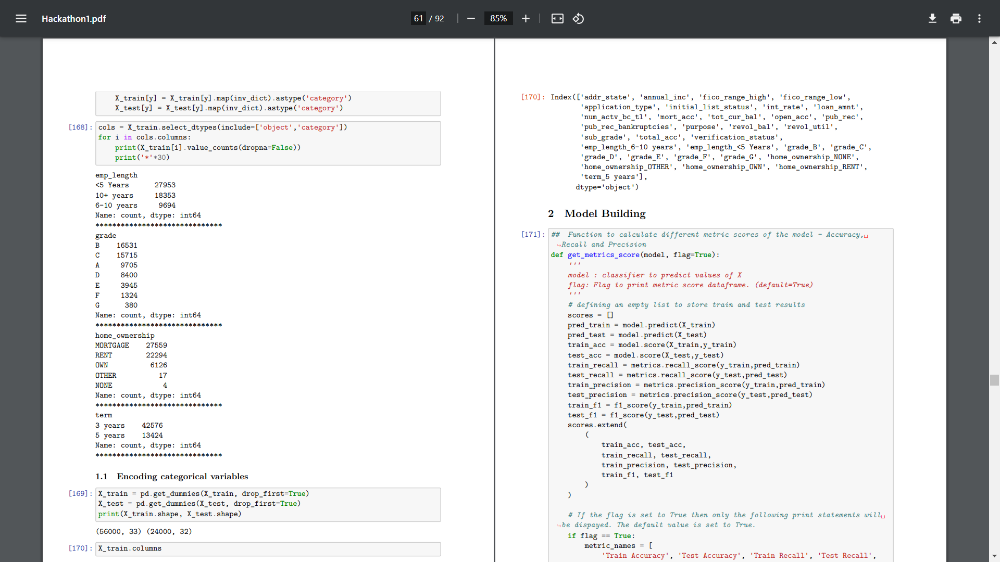 Hackathon1.pdf
61 / 92
85%
X_train[y] = X_train[y].map(inv_dict).astype('category')
X_test[y] = X_test[y].map(inv_dict).astype('category')
[168]: cols = X_train.select_dtypes(include=['object','category'])
for i in cols.columns:
    print(X_train[i].value_counts(dropna=False))
    print('*'*30)
emp_length
<5 Years      27953
10+ years     18353
6-10 years     9694
Name: count, dtype: int64
******************************
grade
B    16531
C    15715
A     9705
D     8400
E     3945
F     1324
G      380
Name: count, dtype: int64
******************************
home_ownership
MORTGAGE    27559
RENT        22294
OWN          6126
OTHER          17
NONE            4
Name: count, dtype: int64
******************************
term
3 years    42576
5 years    13424
Name: count, dtype: int64
******************************
1.1 Encoding categorical variables
[169]: X_train = pd.get_dummies(X_train, drop_first=True)
X_test = pd.get_dummies(X_test, drop_first=True)
print(X_train.shape, X_test.shape)
(56000, 33) (24000, 32)
[170]: X_train.columns
[170]: Index(['addr_state', 'annual_inc', 'fico_range_high', 'fico_range_low',
'application_type', 'initial_list_status', 'int_rate', 'loan_amnt',
'num_actv_bc_tl', 'mort_acc', 'tot_cur_bal', 'open_acc', 'pub_rec',
'pub_rec_bankruptcies', 'purpose', 'revol_bal', 'revol_util',
'sub_grade', 'total_acc', 'verification_status',
'emp_length_6-10 years', 'emp_length_<5 Years', 'grade_B', 'grade_C',
'grade_D', 'grade_E', 'grade_F', 'grade_G', 'home_ownership_NONE',
'home_ownership_OTHER', 'home_ownership_OWN', 'home_ownership_RENT',
'term_5 years'],
dtype='object')
2 Model Building
[171]: ## Function to calculate different metric scores of the model - Accuracy,␣
↪Recall and Precision
def get_metrics_score(model, flag=True):
    '''
    model : classifier to predict values of X
    flag: Flag to print metric score dataframe. (default=True)
    '''
    # defining an empty list to store train and test results
    scores = []
    pred_train = model.predict(X_train)
    pred_test = model.predict(X_test)
    train_acc = model.score(X_train,y_train)
    test_acc = model.score(X_test,y_test)
    train_recall = metrics.recall_score(y_train,pred_train)
    test_recall = metrics.recall_score(y_test,pred_test)
    train_precision = metrics.precision_score(y_train,pred_train)
    test_precision = metrics.precision_score(y_test,pred_test)
    train_f1 = f1_score(y_train,pred_train)
    test_f1 = f1_score(y_test,pred_test)
    scores.extend(
        (
            train_acc, test_acc,
            train_recall, test_recall,
            train_precision, test_precision,
            train_f1, test_f1
        )
    )
    # If the flag is set to True then only the following print statements will␣
↪be dispayed. The default value is set to True.
    if flag == True:
        metric_names = [
            'Train Accuracy', 'Test Accuracy', 'Train Recall', 'Test Recall',